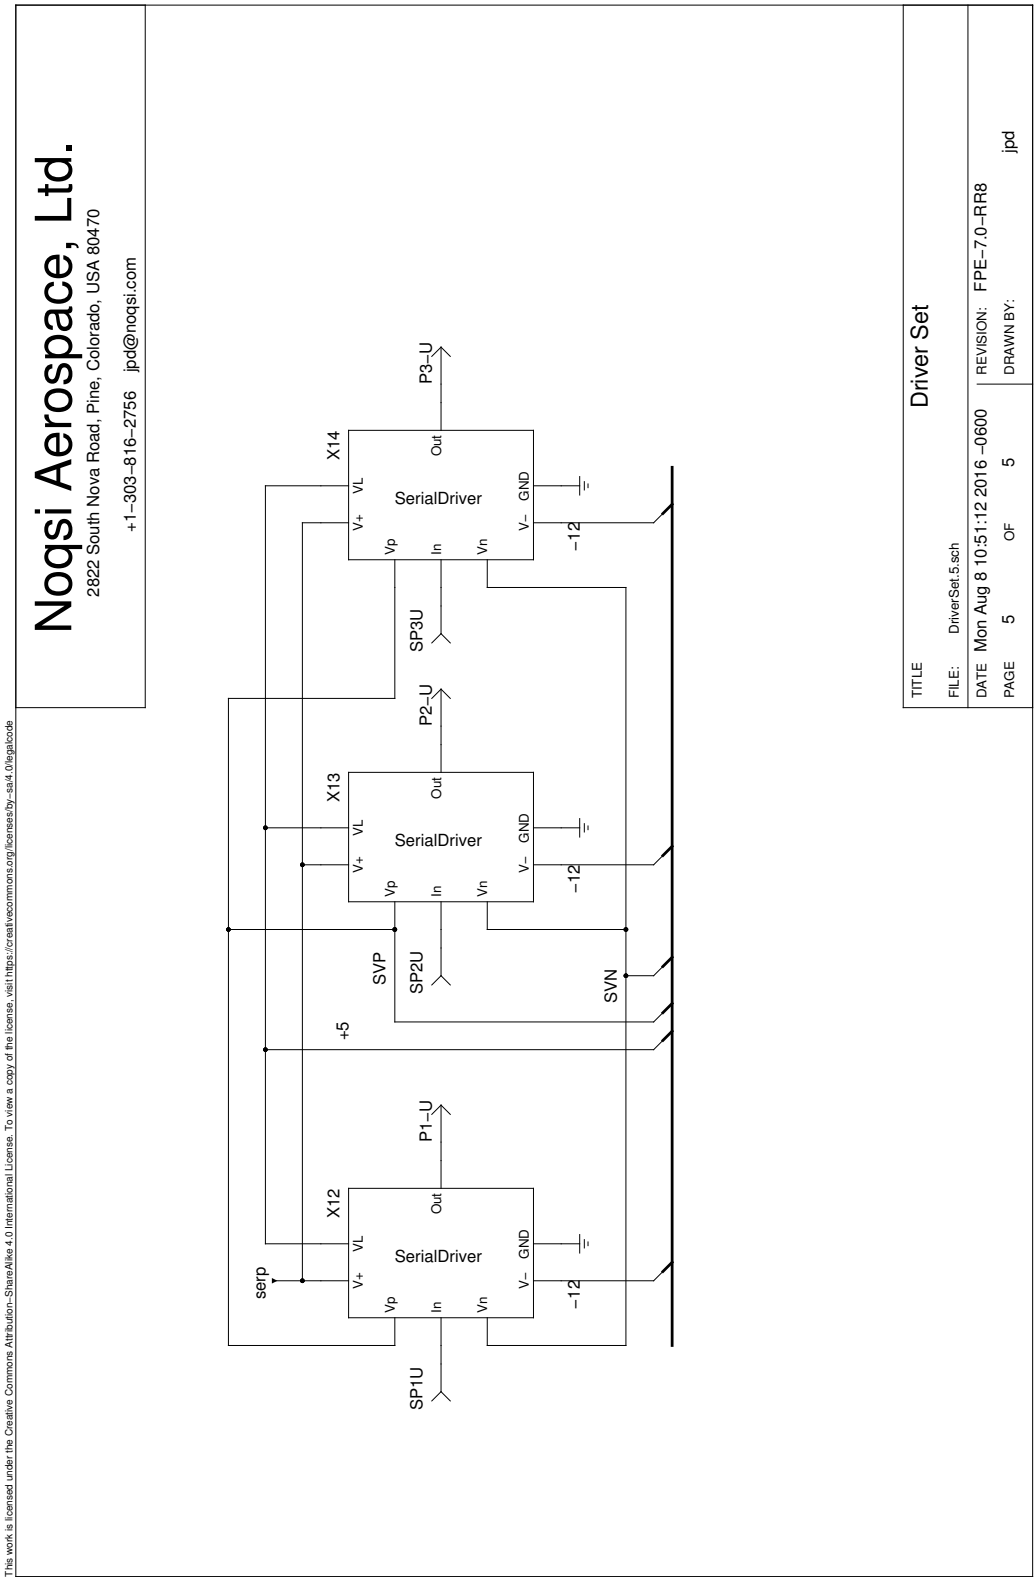 This work is licensed under the Creative Commons Attribution−ShareAlike 4.0 International License. To view a copy of the license, visit https://creativecommons.org/licenses/by−sa/4.0/legalcode
Noqsi Aerospace, Ltd.
2822 South Nova Road, Pine, Colorado, USA 80470
+1−303−816−2756 jpd@noqsi.com
serp
X12
V+
VL
Vp
In
Vn
SerialDriver
Out
V−
GND
SP1U
P1−U
−12
+5
SVP
SVN
X13
V+
VL
Vp
In
Vn
SerialDriver
Out
V−
GND
SP2U
P2−U
−12
X14
V+
VL
Vp
In
Vn
SerialDriver
Out
V−
GND
SP3U
P3−U
−12
TITLE
Driver Set
FILE: DriverSet.5.sch
DATE Mon Aug 8 10:51:12 2016 −0600
REVISION: FPE−7.0−RR8
PAGE 5 OF 5
DRAWN BY: jpd